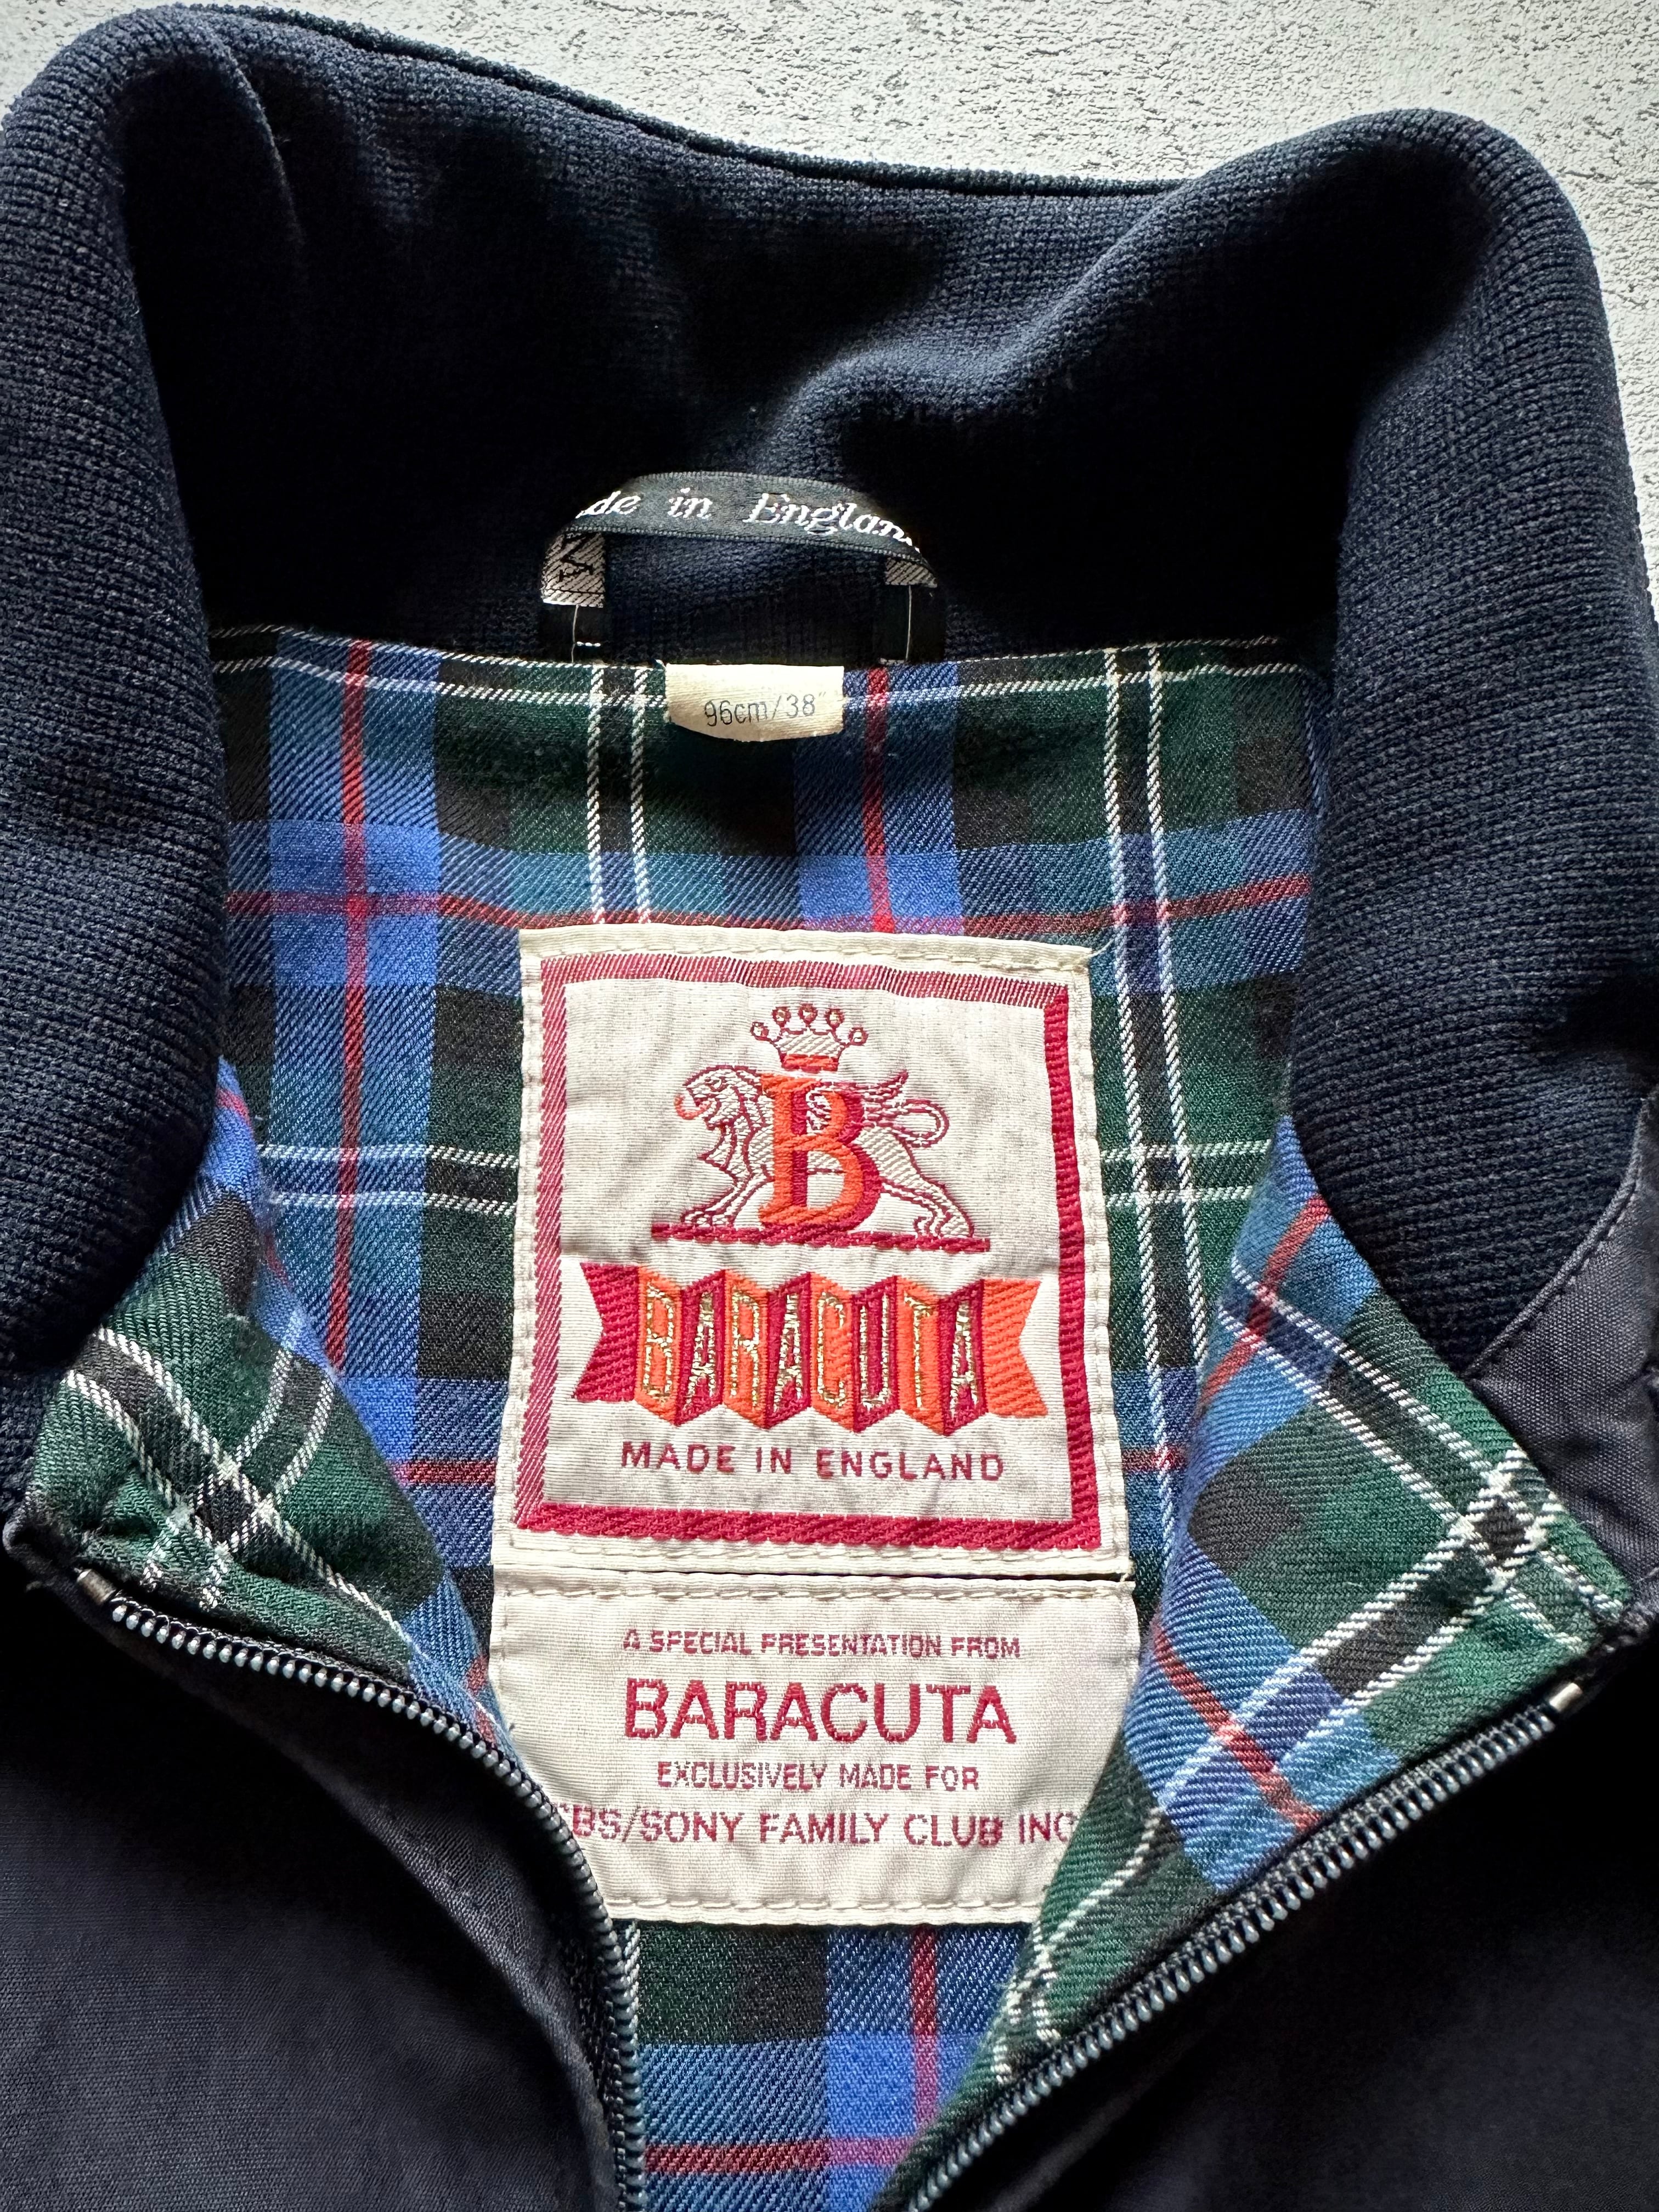 de in Englan
96cm/38"
B
BARACUTA
MADE IN ENGLAND
A SPECIAL PRESENTATION FROM
BARACUTA
EXCLUSIVELY MADE FOR
BS/SONY FAMILY CLUB INC